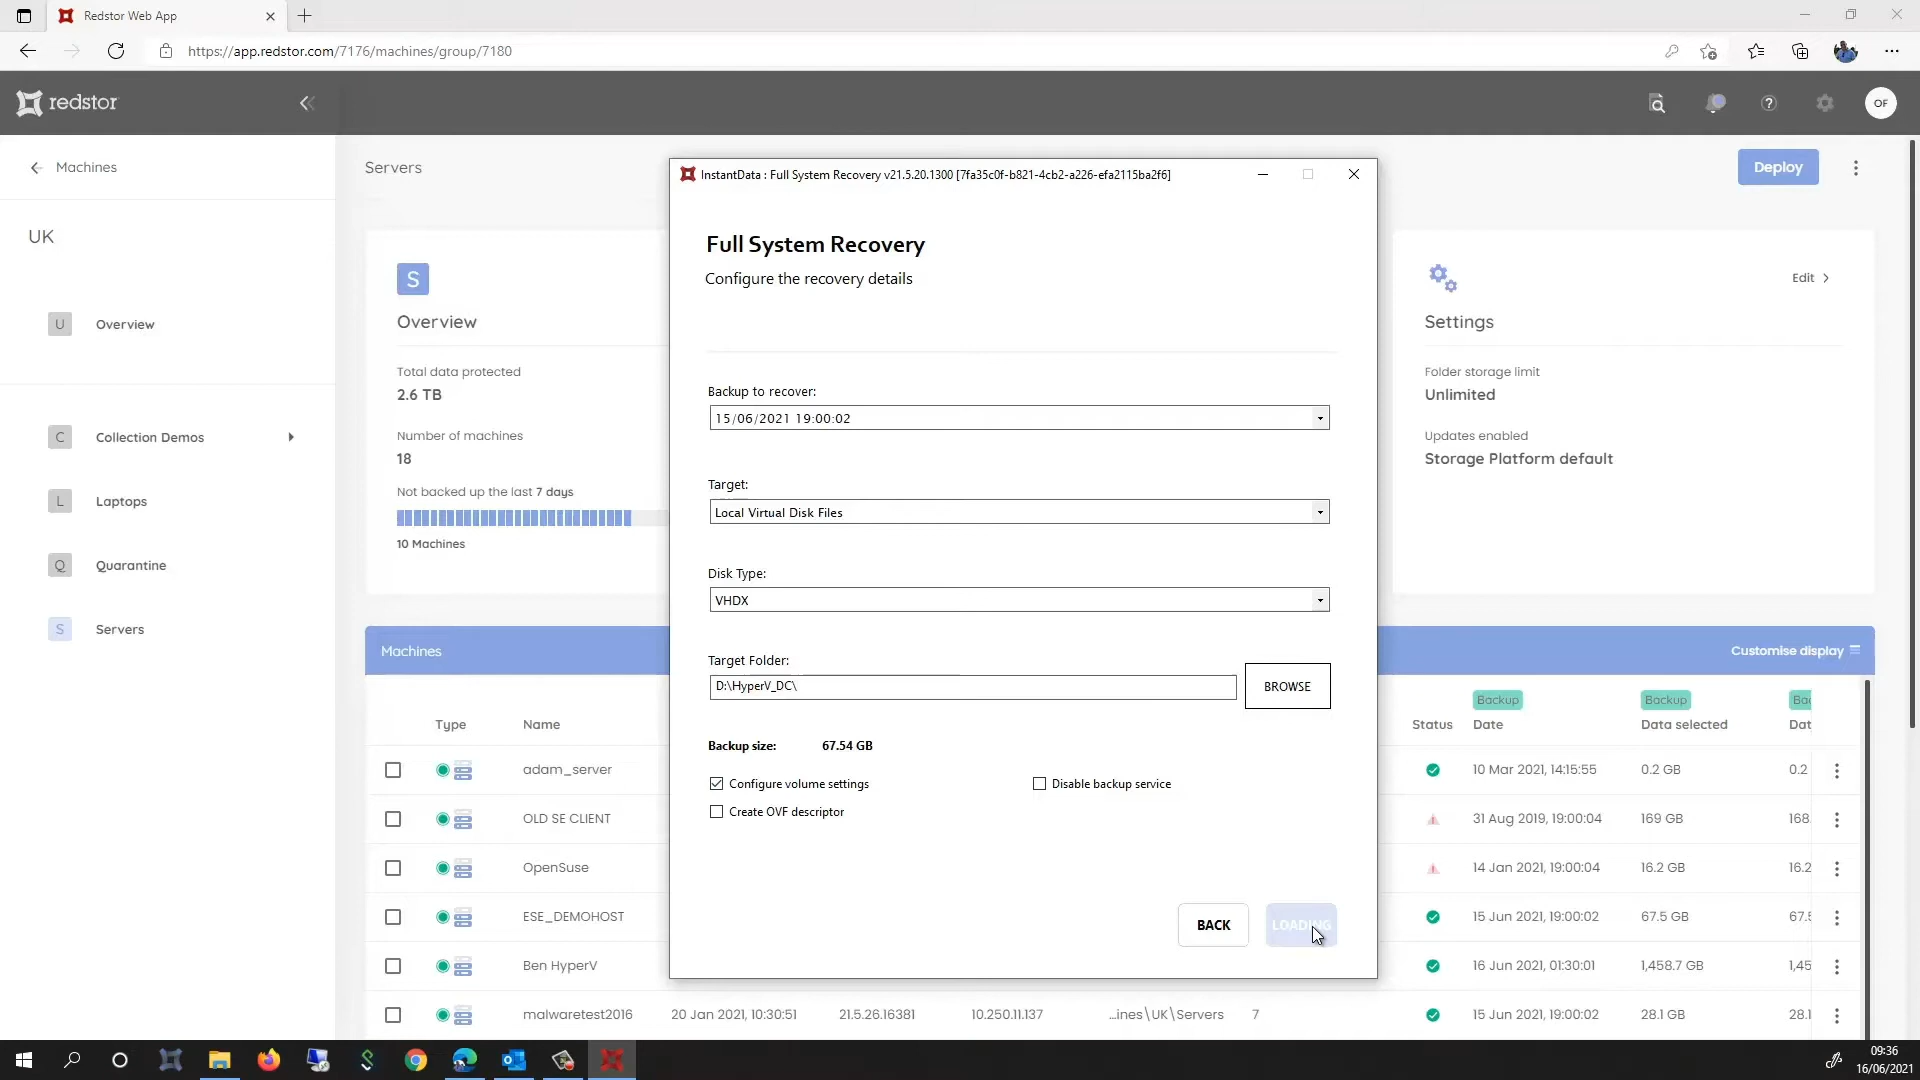 Redstor Web App
https://app.redstor.com/7176/machines/group/7180
redstor
OF
Machines
Servers
Deploy
UK
U Overview
C Collection Demos
L Laptops
Q Quarantine
S Servers
S
Overview
Total data protected
2.6 TB
Number of machines
18
Not backed up the last 7 days
10 Machines
InstantData : Full System Recovery v21.5.20.1300 [7fa35c0f-b821-4cb2-a226-efa2115ba2f6]
Full System Recovery
Configure the recovery details
Backup to recover:
15/06/2021 19:00:02
Target:
Local Virtual Disk Files
Disk Type:
VHDX
Target Folder:
D:\HyperV_DC\
BROWSE
Backup size: 67.54 GB
Configure volume settings
Disable backup service
Create OVF descriptor
BACK
LOADING
Edit
Settings
Folder storage limit
Unlimited
Updates enabled
Storage Platform default
Machines
Customise display
Backup Backup Bac
Type Name Status Date Data selected Dat
adam_server 10 Mar 2021, 14:15:55 0.2 GB 0.2
OLD SE CLIENT 31 Aug 2019, 19:00:04 169 GB 168.
OpenSuse 14 Jan 2021, 19:00:04 16.2 GB 16.2
ESE_DEMOHOST 15 Jun 2021, 19:00:02 67.5 GB 67.5
Ben HyperV 16 Jun 2021, 01:30:01 1,458.7 GB 1,45
malwaretest2016 20 Jan 2021, 10:30:51 21.5.26.16381 10.250.11.137 ...ines\UK\Servers 7 15 Jun 2021, 19:00:02 28.1 GB 28.1
09:36
16/06/2021